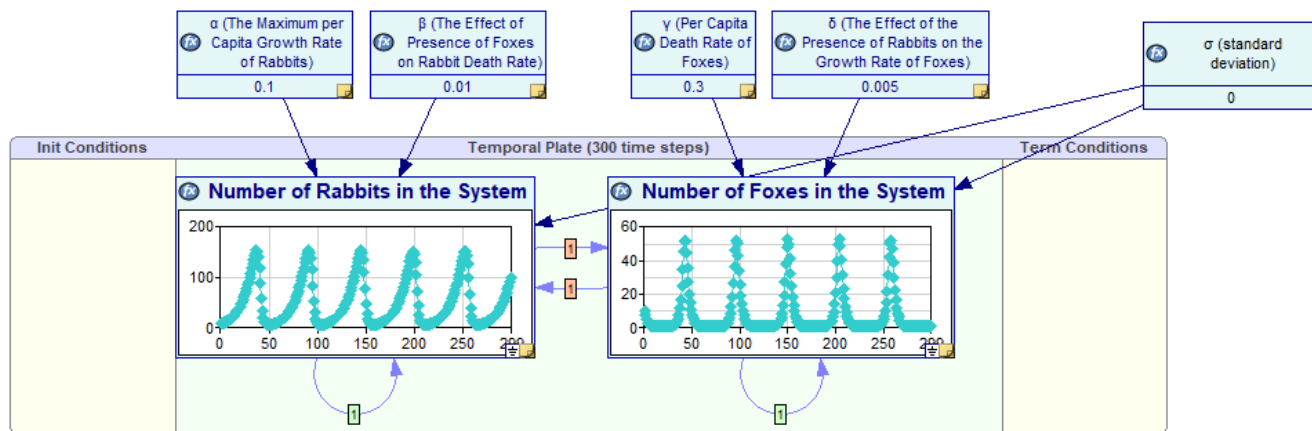 α (The Maximum per
Capita Growth Rate
of Rabbits)
0.1
β (The Effect of
Presence of Foxes
on Rabbit Death Rate)
0.01
γ (Per Capita
Death Rate of
Foxes)
0.3
δ (The Effect of the
Presence of Rabbits on the
Growth Rate of Foxes)
0.005
σ (standard
deviation)
0
Init Conditions
Temporal Plate (300 time steps)
Term Conditions
fx Number of Rabbits in the System
200
100
0
0 50 100 150 200 250
1
fx Number of Foxes in the System
60
40
20
0
0 50 100 150 200 250
1
1
1